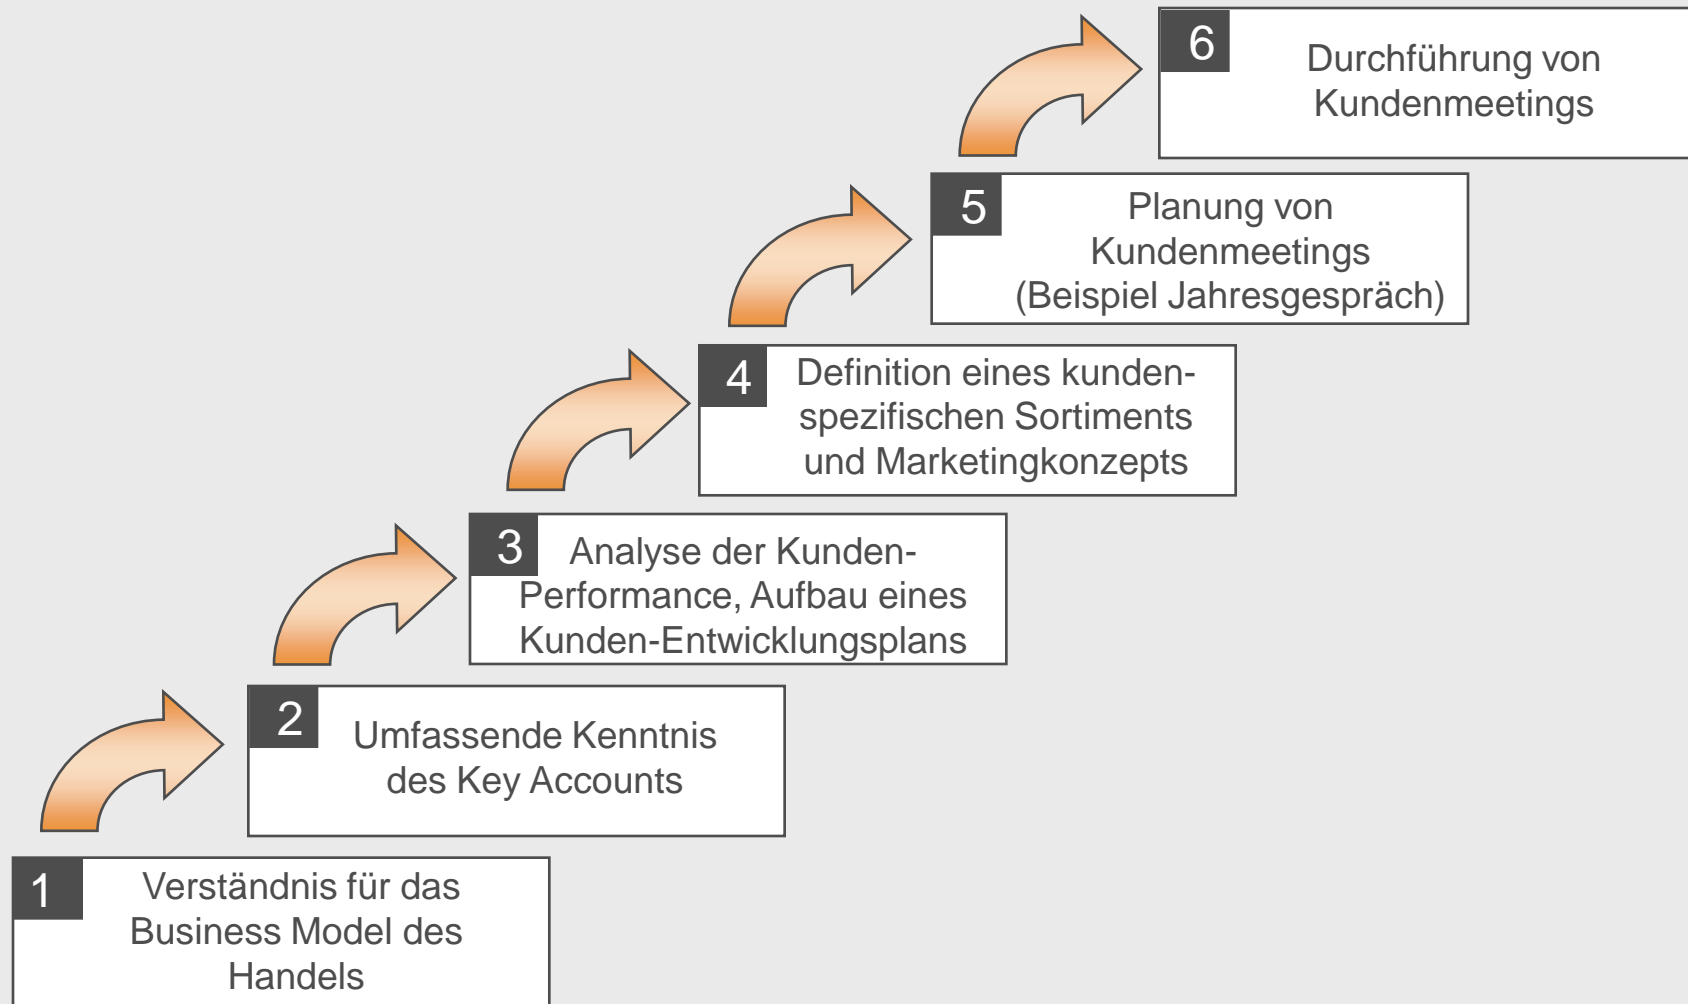 6
Durchführung von
Kundenmeetings
5
Planung von
Kundenmeetings
(Beispiel Jahresgespräch)
4
Definition eines kunden-
spezifischen Sortiments
und Marketingkonzepts
3
Analyse der Kunden-
Performance, Aufbau eines
Kunden-Entwicklungsplans
2
Umfassende Kenntnis
des Key Accounts
1
Verständnis für das
Business Model des
Handels